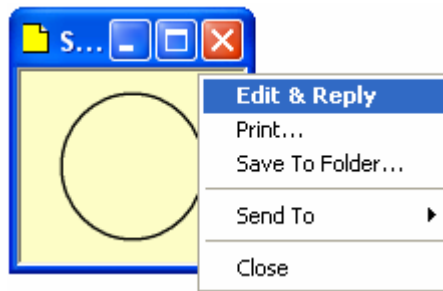 S...
Edit & Reply
Print...
Save To Folder...
Send To
Close